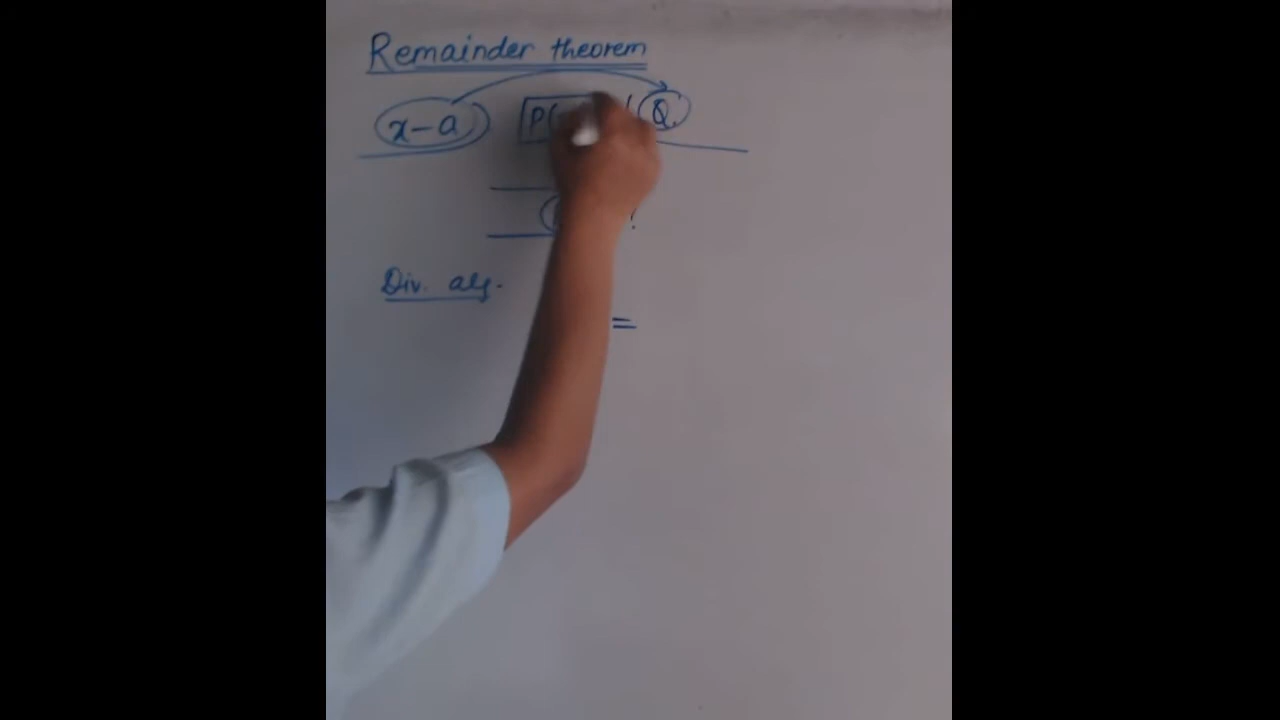 Remainder theorem
x-a P( Q
Div. alg.
=